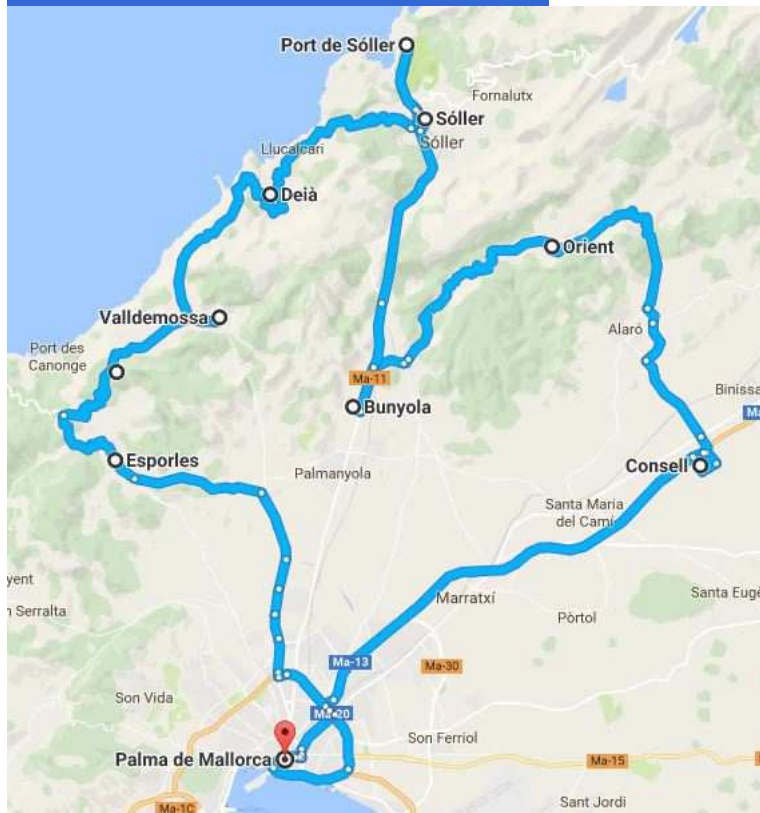 Port de Sóller
Fornalutx
Sóller
Sóller
Llucalcari
Deià
Orient
Valldemossa
Alaró
Port des
Canonge
Ma-11
Binissa
Bunyola
Ma
Esporles
Palmanyola
Consell
Santa Maria
del Camí
yent
Santa Eugè
n Serralta
Marratxí
Pòrtol
Ma-13
Ma-30
Son Vida
Ma-20
Son Ferriol
Palma de Mallorca
Ma-15
Sant Jordi
Ma-1C